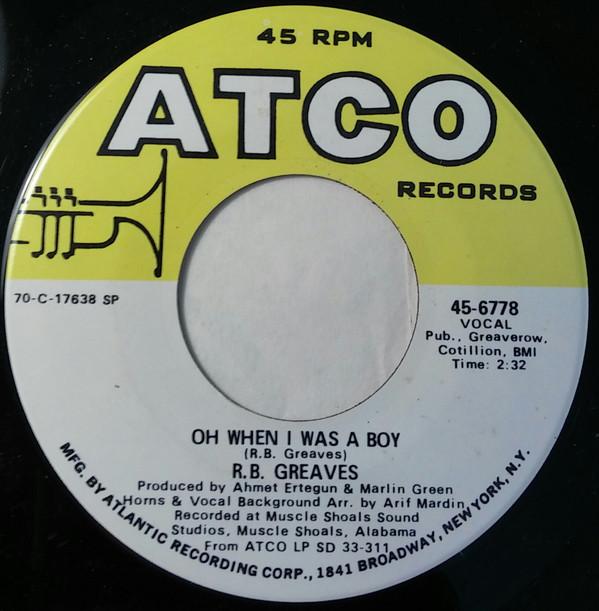 45 RPM
ATCO
RECORDS
70-C-17638 SP
45-6778
VOCAL
Pub., Greaverow,
Cotillion, BMI
Time: 2:32
OH WHEN I WAS A BOY
(R.B. Greaves)
R.B. GREAVES
Produced by Ahmet Ertegun & Marlin Green
Horns & Vocal Background Arr. by Arif Mardin
Recorded at Muscle Shoals Sound
Studios, Muscle Shoals, Alabama
From ATCO LP SD 33-311
MFG. BY ATLANTIC RECORDING CORP., 1841 BROADWAY, NEW YORK, N.Y.